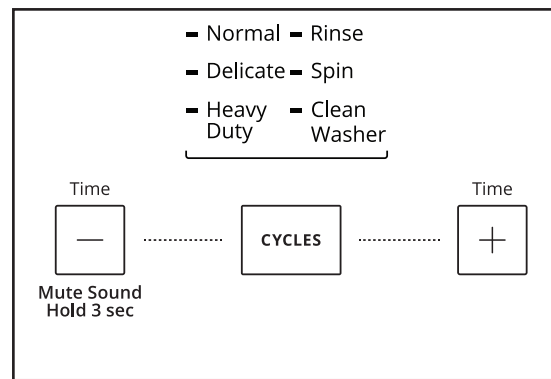 Normal Rinse
Delicate Spin
Heavy Duty Clean Washer
Time Time
— CYCLES +
Mute Sound
Hold 3 sec